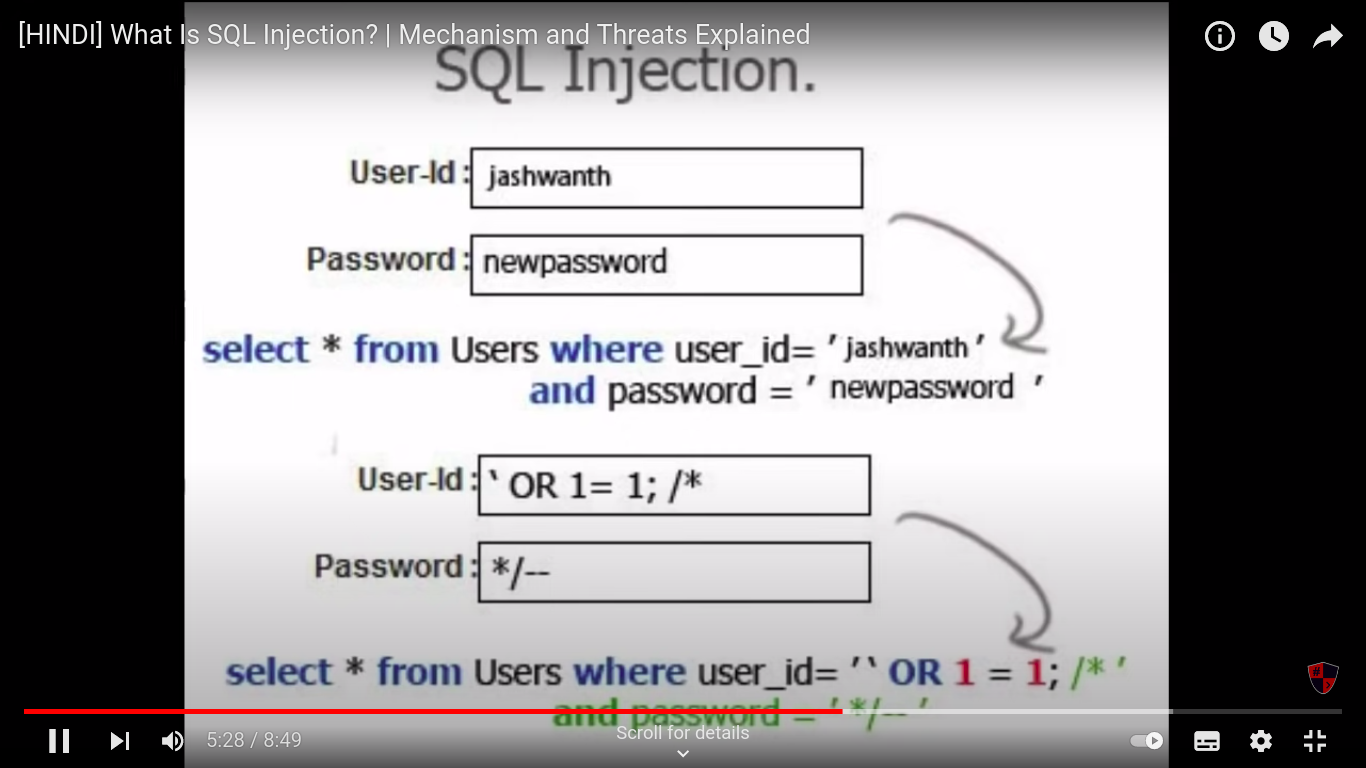 [HINDI] What Is SQL Injection? | Mechanism and Threats Explained
SQL Injection.
User-Id : jashwanth
Password : newpassword
select * from Users where user_id= ' jashwanth '
and password = ' newpassword '
User-Id : ` OR 1= 1; /*
Password : */--
select * from Users where user_id= '` OR 1 = 1; /* '
and password = ' */-- '
Scroll for details
5:28 / 8:49